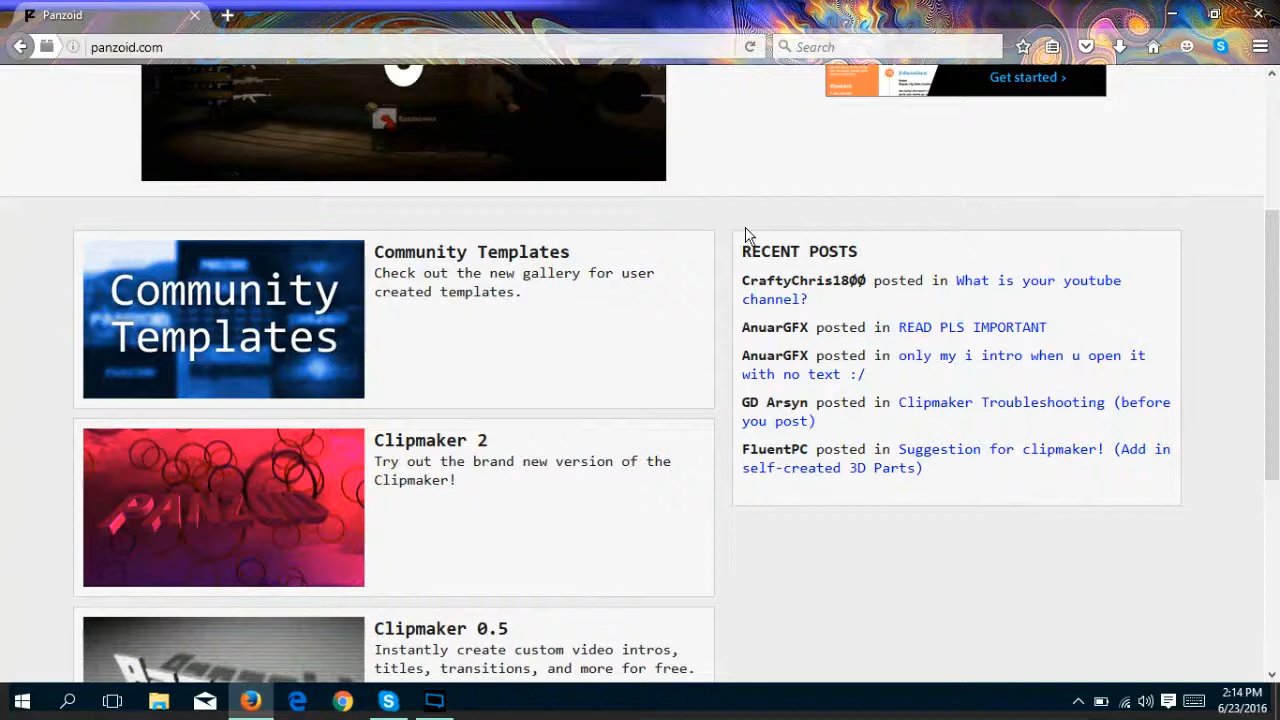 Panzoid
panzoid.com
Search
Education
Get started >
Community
Templates
Community Templates
Check out the new gallery for user
created templates.
RECENT POSTS
CraftyChris18ØØ posted in What is your youtube
channel?
AnuarGFX posted in READ PLS IMPORTANT
AnuarGFX posted in only my i intro when u open it
with no text :/
GD Arsyn posted in Clipmaker Troubleshooting (before
you post)
FluentPC posted in Suggestion for clipmaker! (Add in
self-created 3D Parts)
PANZOID
Clipmaker 2
Try out the brand new version of the
Clipmaker!
Clipmaker 0.5
Instantly create custom video intros,
titles, transitions, and more for free.
2:14 PM
6/23/2016